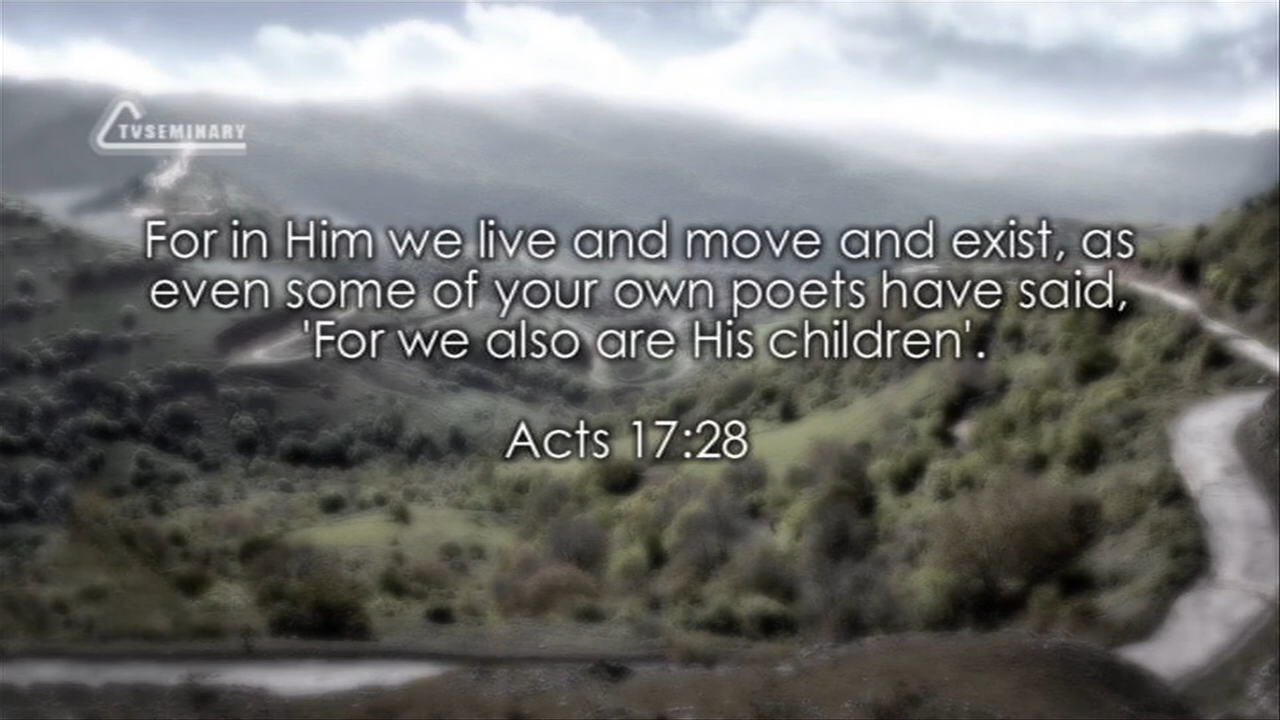 TVSEMINARY
For in Him we live and move and exist, as
even some of your own poets have said,
'For we also are His children'.
Acts 17:28